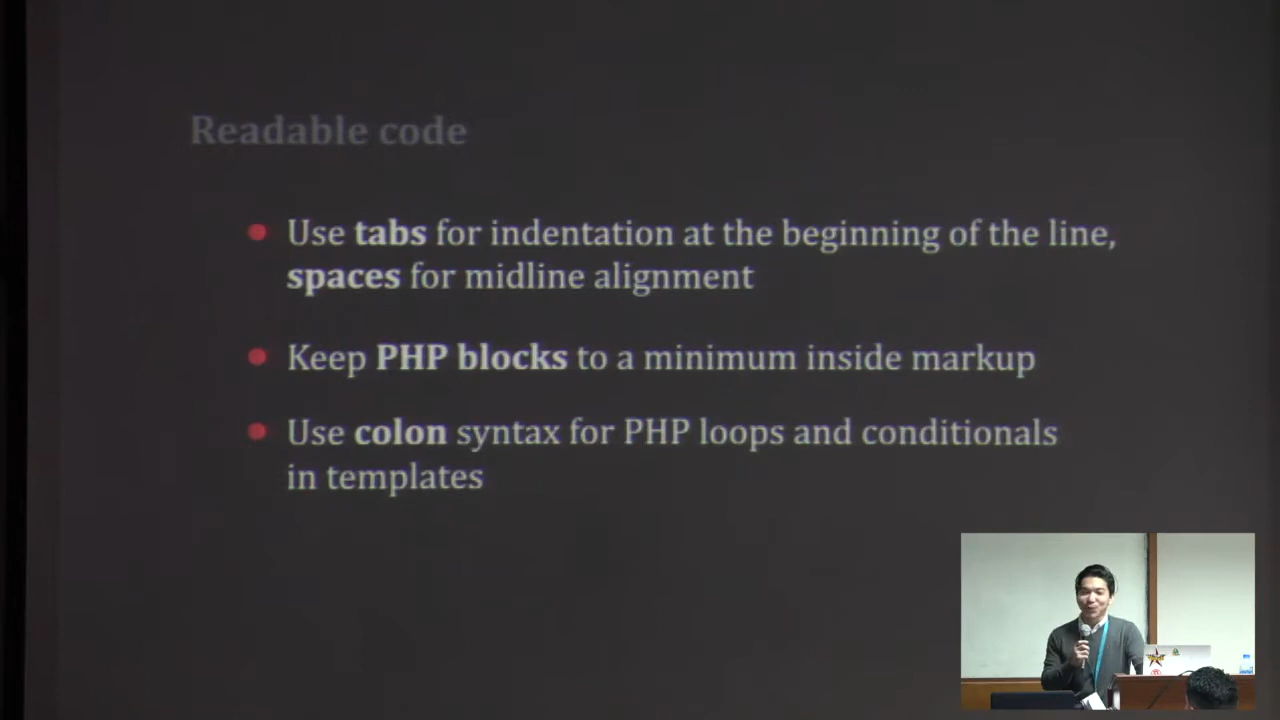 Readable code
Use tabs for indentation at the beginning of the line,
spaces for midline alignment
Keep PHP blocks to a minimum inside markup
Use colon syntax for PHP loops and conditionals
in templates